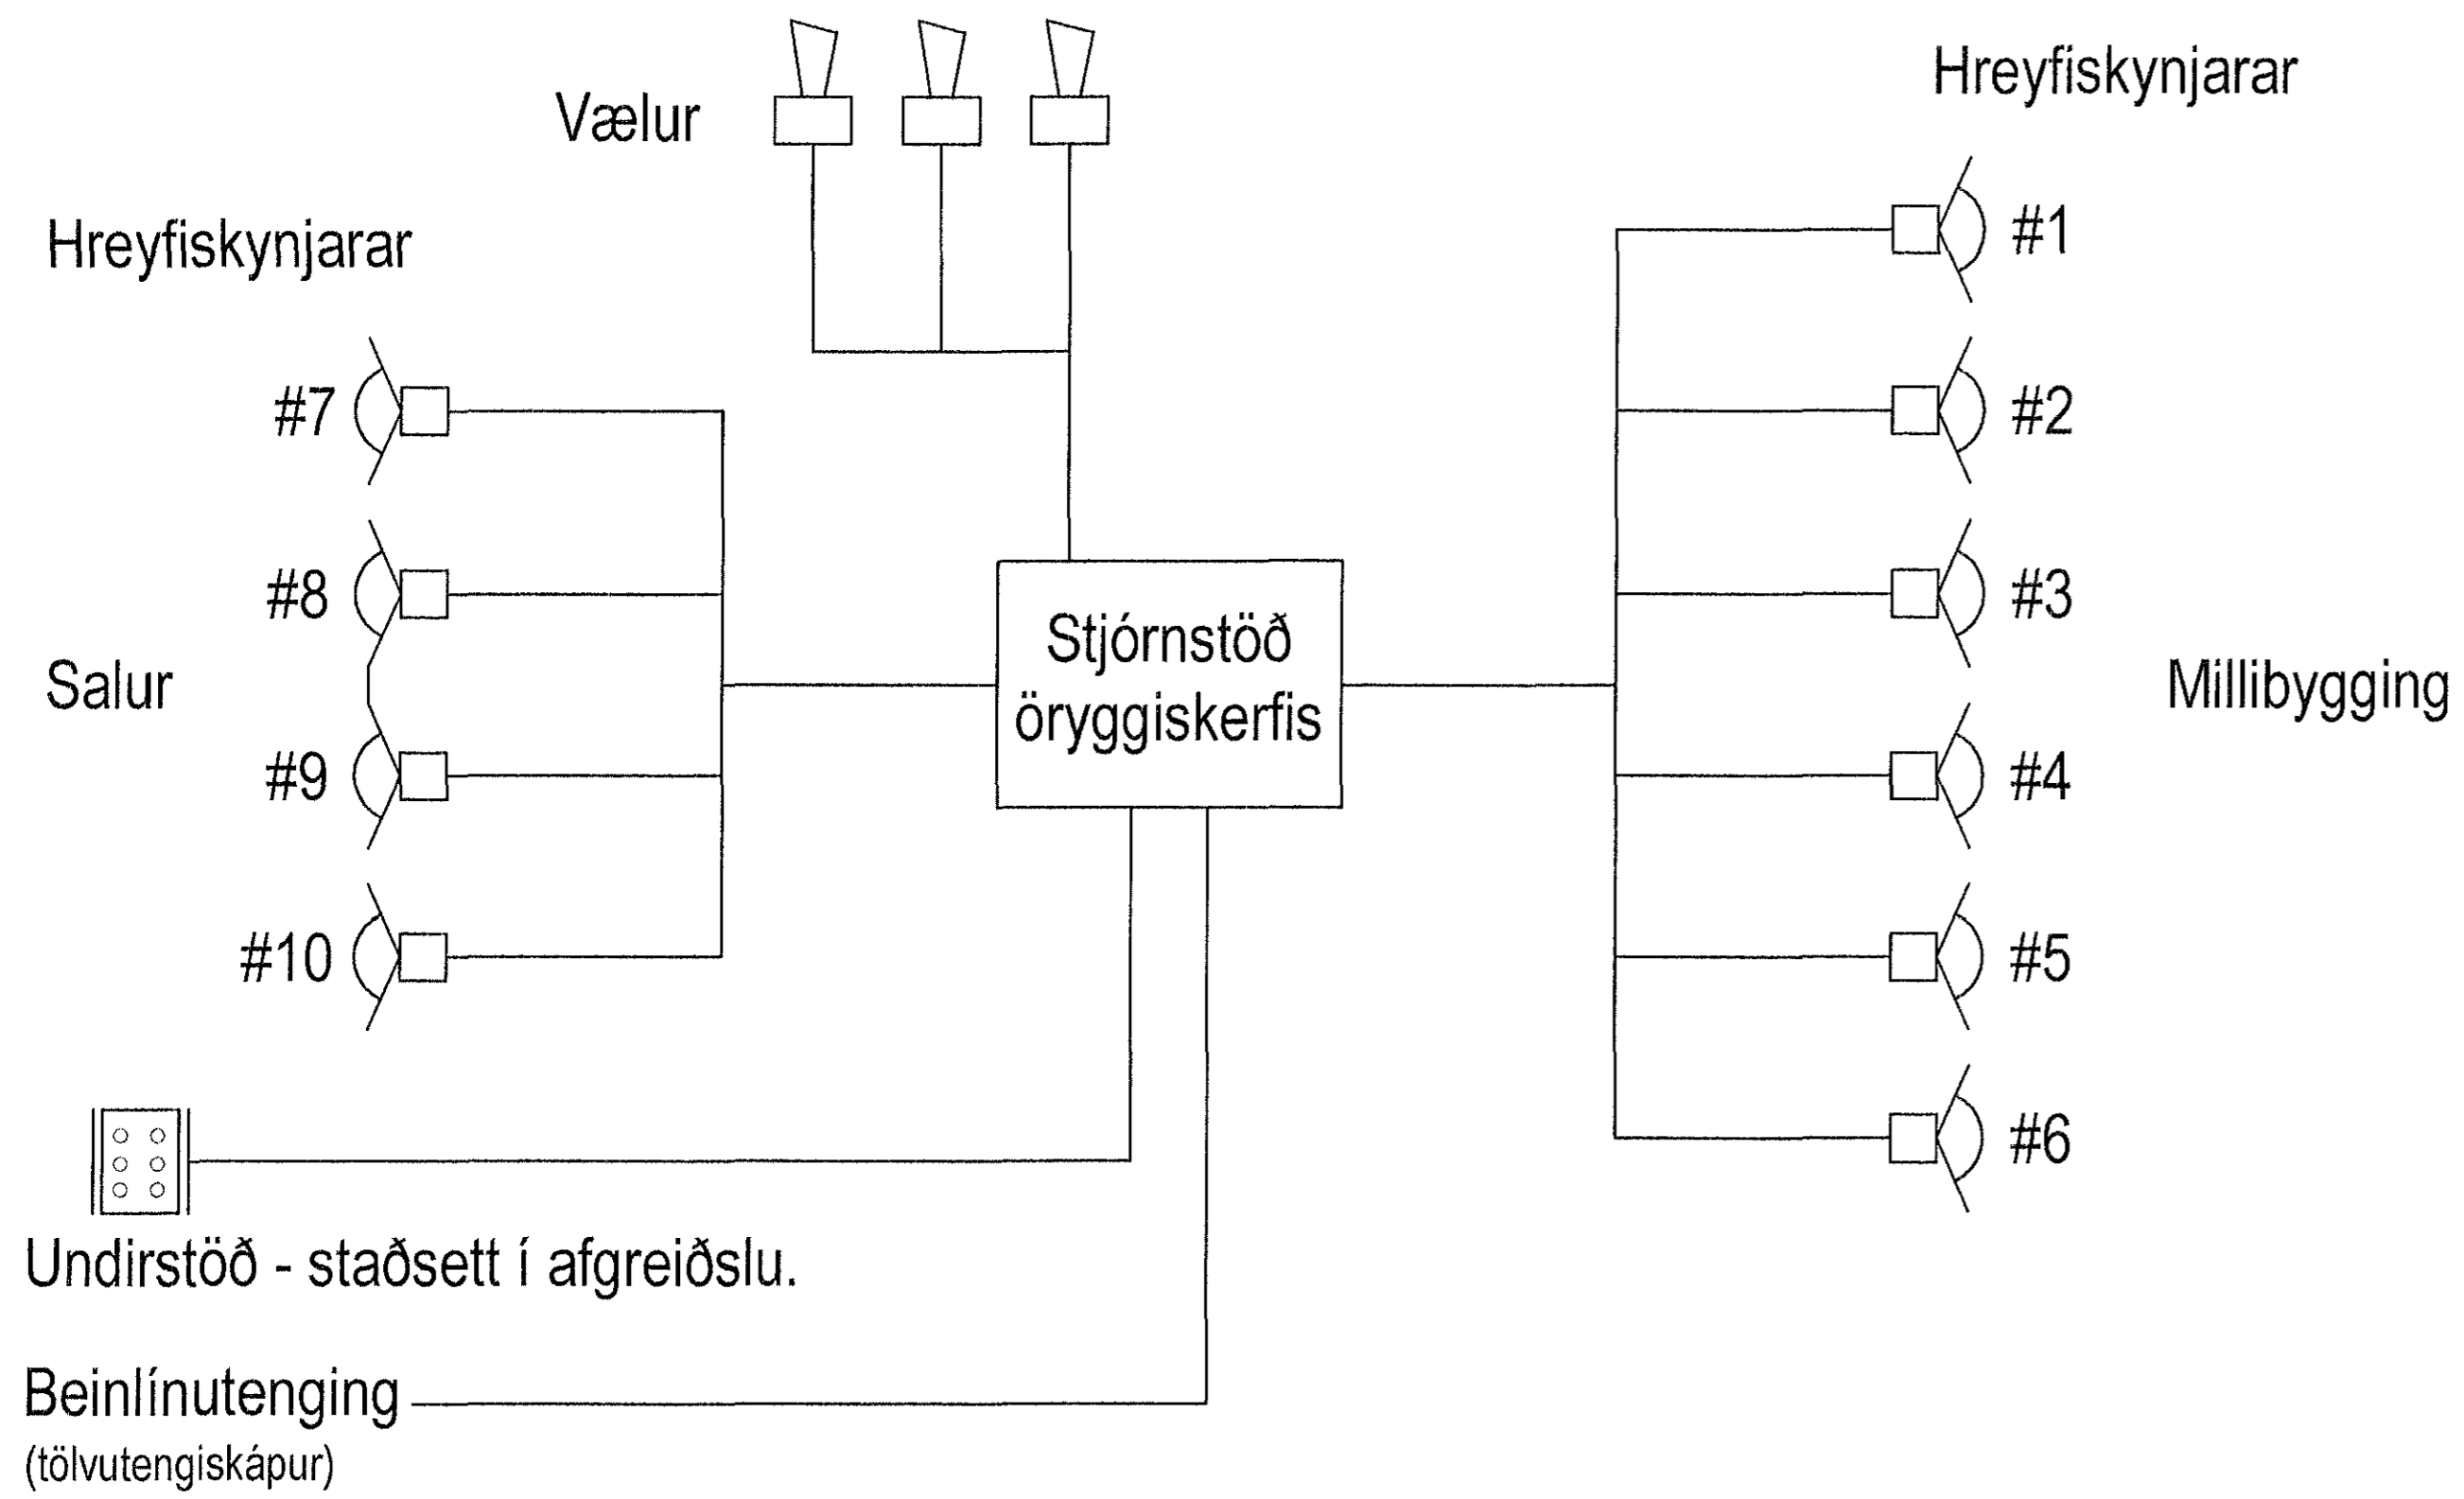 Vælur
Hreyfiskynjarar
#7
#8
Salur
#9
#10
Stjórnstöð
öryggiskerfis
Hreyfiskynjarar
#1
#2
#3
Millibygging
#4
#5
#6
Undirstöð - staðsett í afgreiðslu.
Beinlínutenging
(tölvutengiskápur)